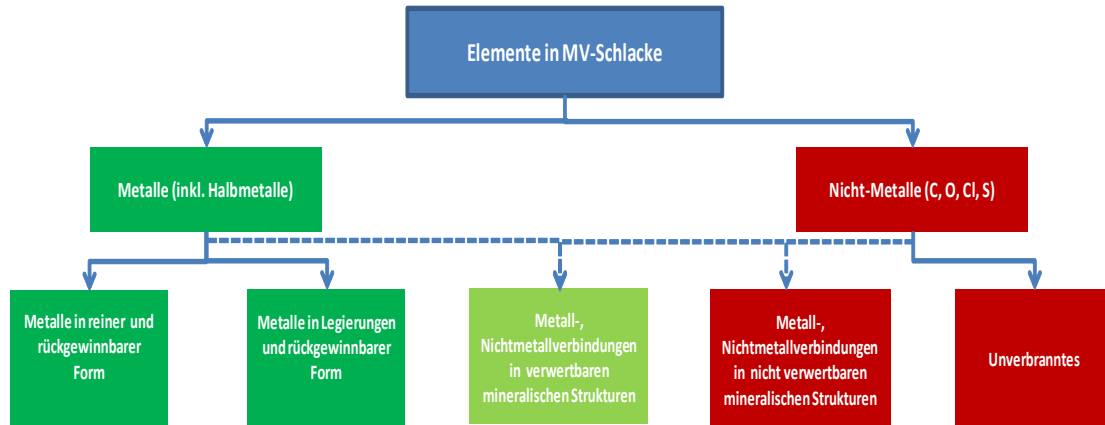 Elemente in MV-Schlacke
Metalle (inkl. Halbmetalle)
Nicht-Metalle (C, O, Cl, S)
Metalle in reiner und
rückgewinnbarer
Form
Metalle in Legierungen
und rückgewinnbarer
Form
Metall-,
Nichtmetallverbindungen
in verwertbaren
mineralischen Strukturen
Metall-,
Nichtmetallverbindungen
in nicht verwertbaren
mineralischen Strukturen
Unverbranntes